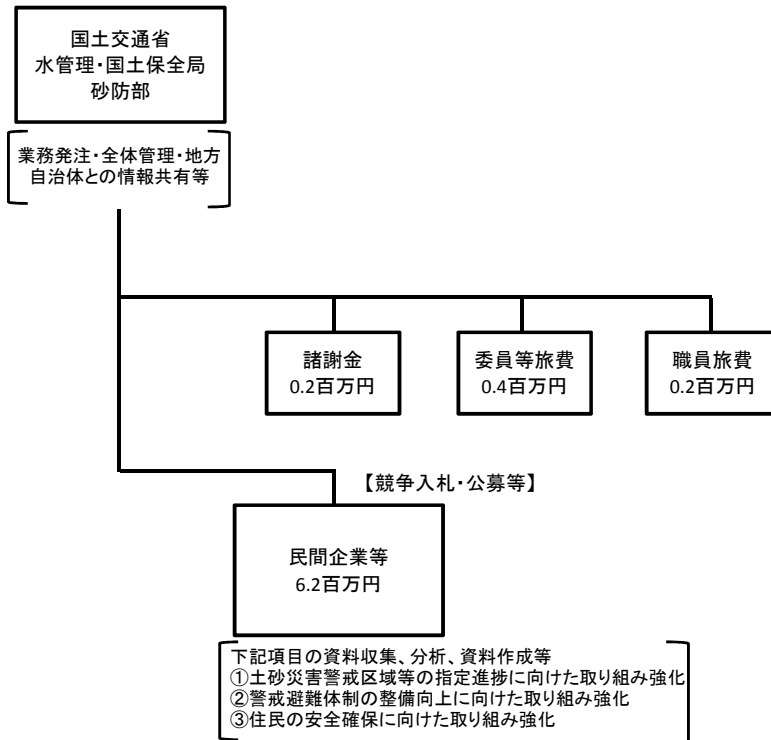 国土交通省
水管理・国土保全局
砂防部
業務発注・全体管理・地方
自治体との情報共有等
諸謝金
0.2百万円
委員等旅費
0.4百万円
職員旅費
0.2百万円
【競争入札・公募等】
民間企業等
6.2百万円
下記項目の資料収集、分析、資料作成等
①土砂災害警戒区域等の指定進捗に向けた取り組み強化
②警戒避難体制の整備向上に向けた取り組み強化
③住民の安全確保に向けた取り組み強化